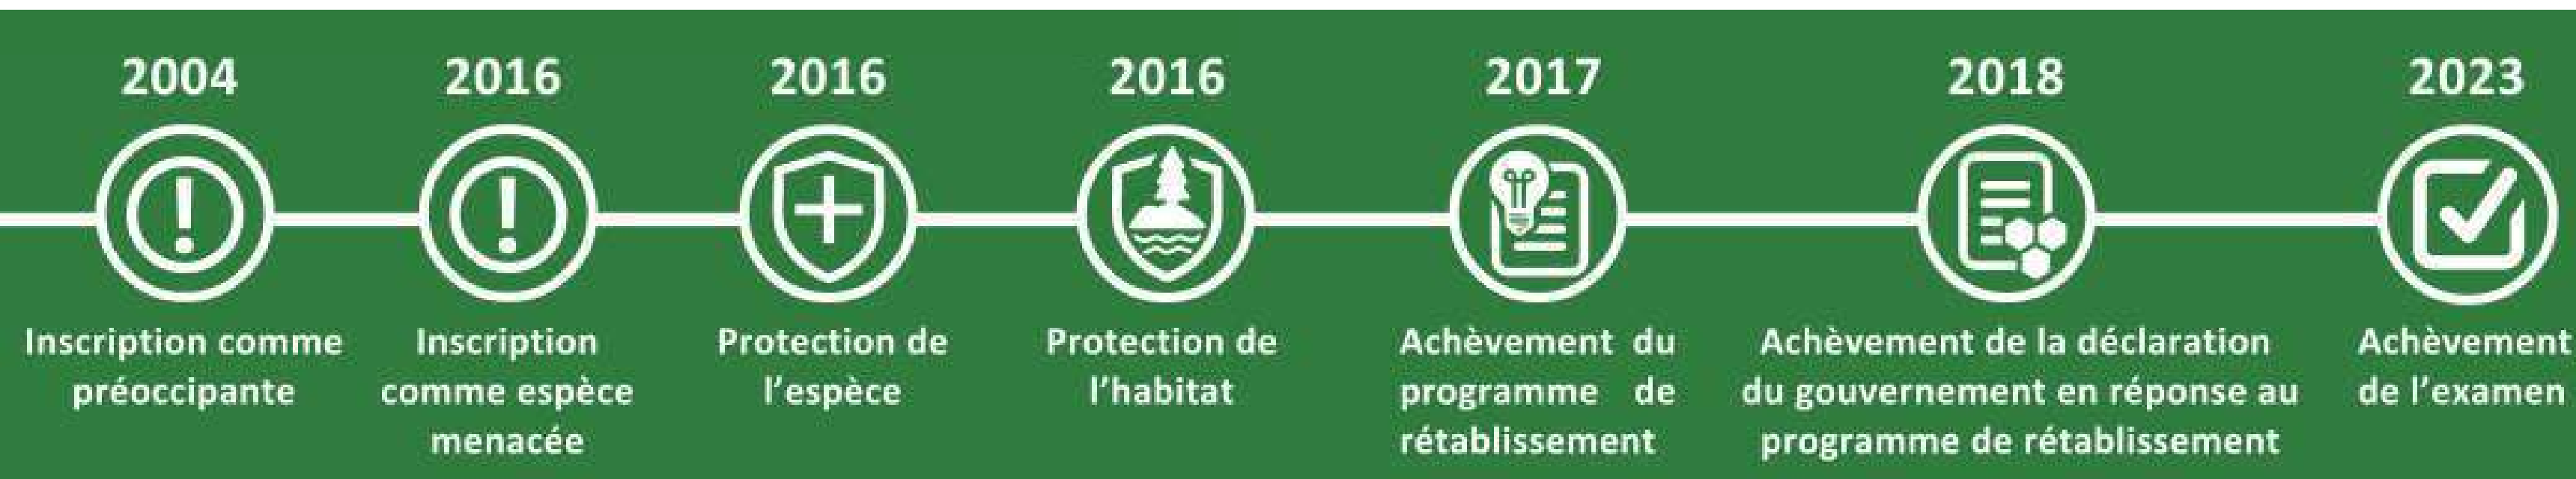 2004
Inscription comme
préoccipante
2016
Inscription
comme espèce
menacée
2016
Protection de
l'espèce
2016
Protection de
l'habitat
2017
Achèvement du
programme de
rétablissement
2018
Achèvement de la déclaration
du gouvernement en réponse au
programme de rétablissement
2023
Achèvement
de l'examen